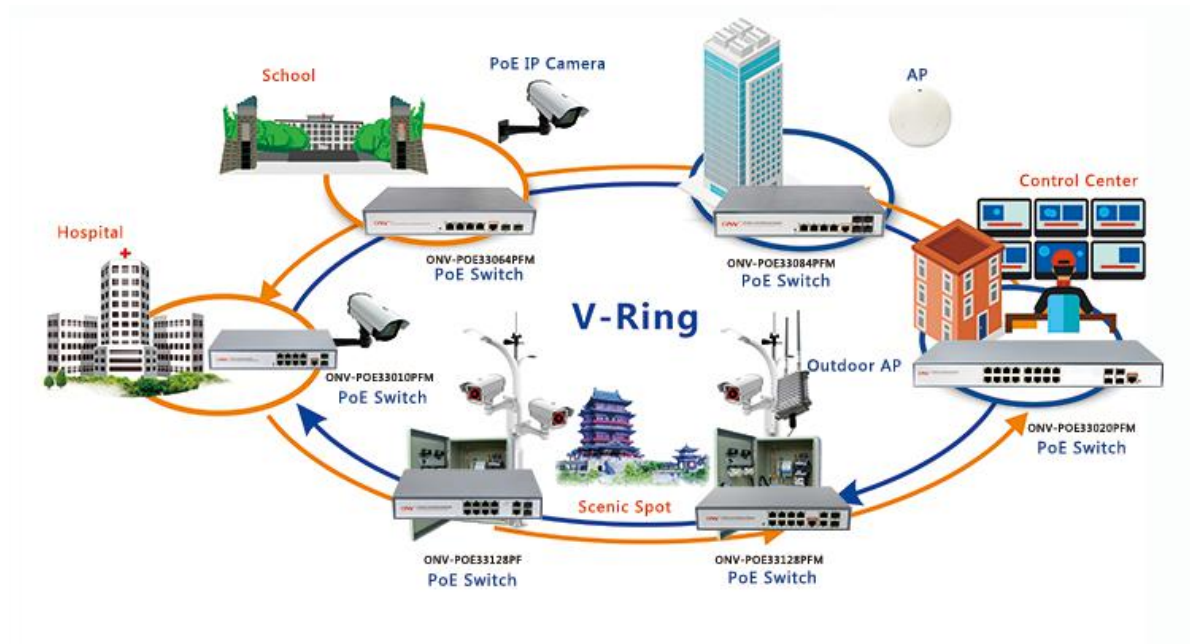 School
PoE IP Camera
AP
Control Center
Hospital
ONV-POE33064PFM
PoE Switch
ONV-POE33084PFM
PoE Switch
V-Ring
Outdoor AP
ONV-POE33010PFM
PoE Switch
ONV-POE33020PFM
PoE Switch
Scenic Spot
ONV-POE33128PF
PoE Switch
ONV-POE33128PFM
PoE Switch